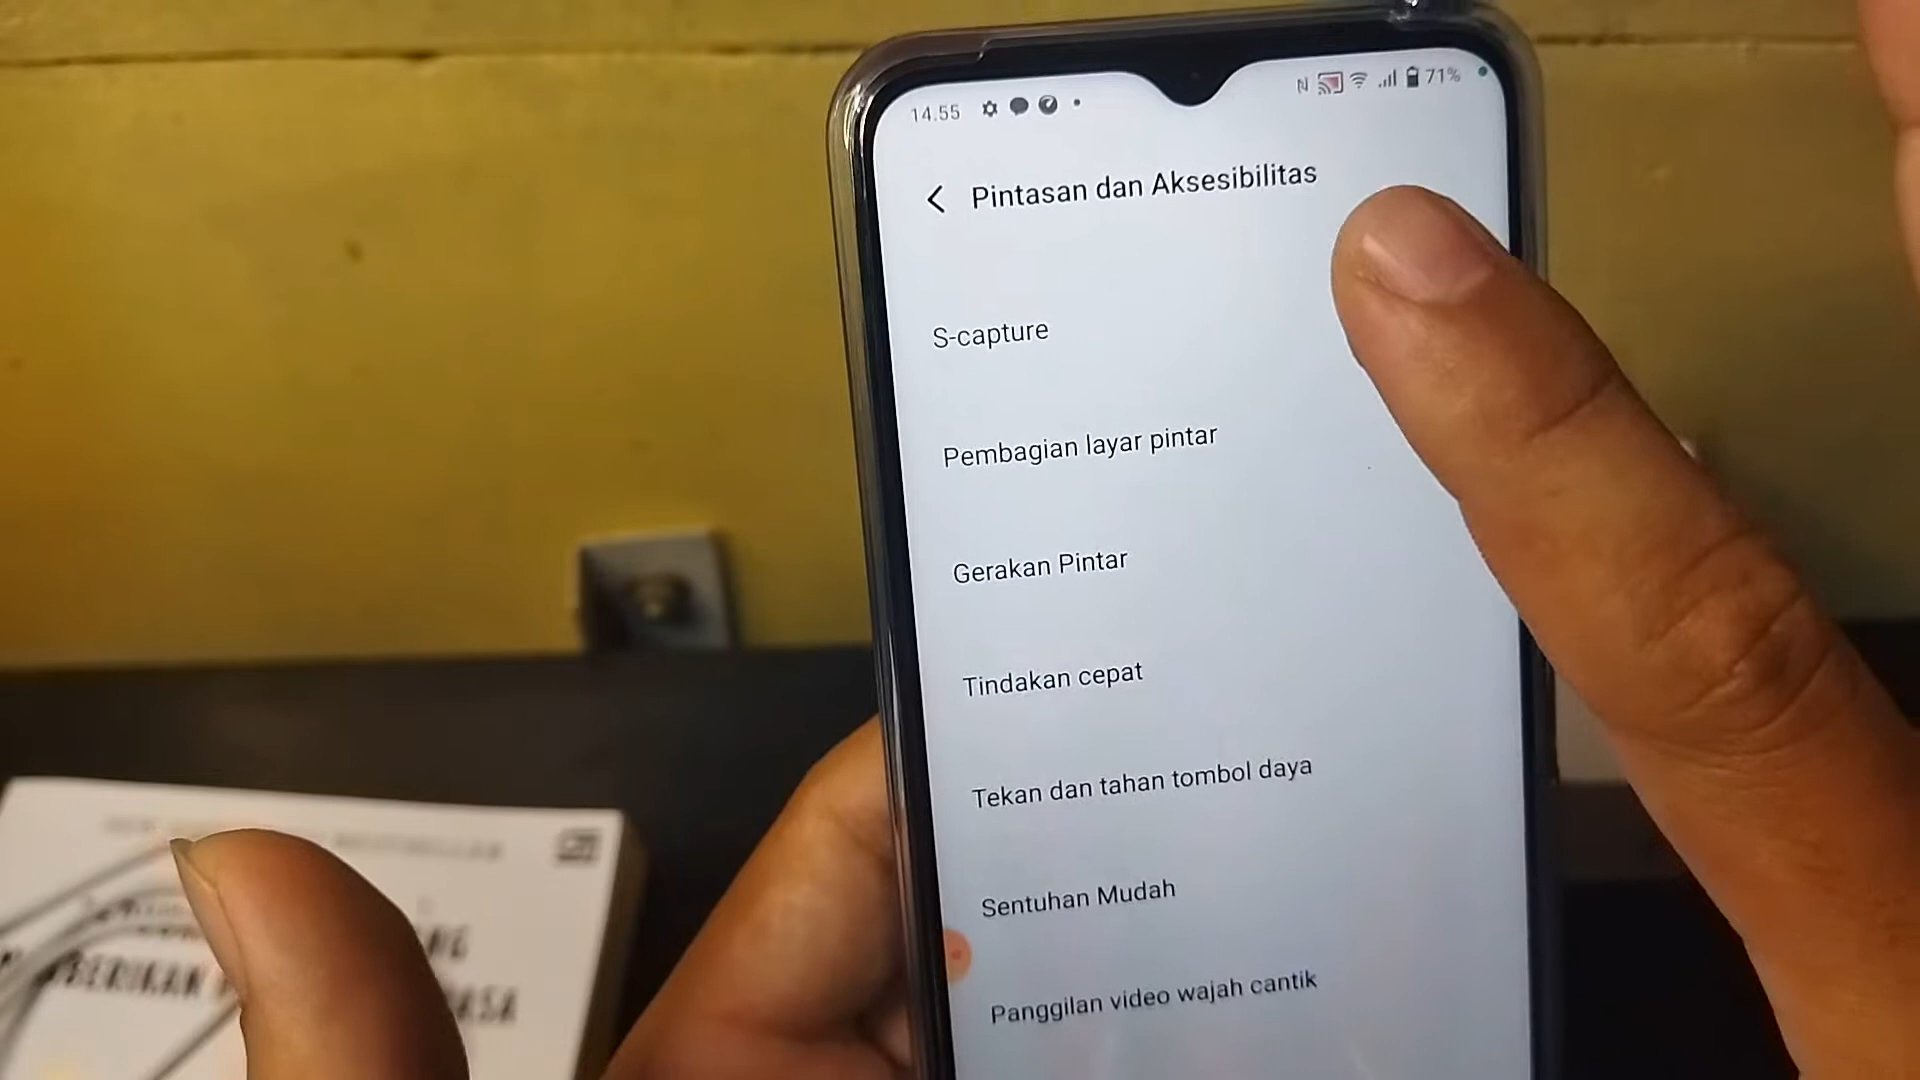 14.55
71%
Pintasan dan Aksesibilitas
S-capture
Pembagian layar pintar
Gerakan Pintar
Tindakan cepat
Tekan dan tahan tombol daya
Sentuhan Mudah
Panggilan video wajah cantik